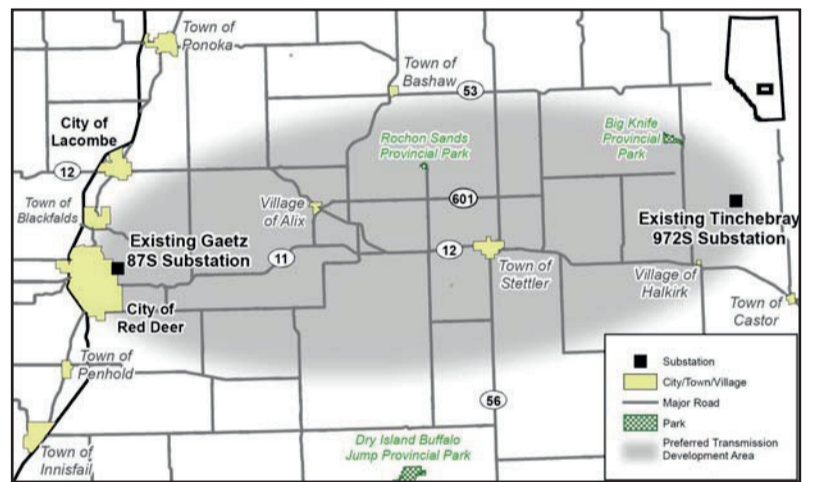 Town of
Ponoka
Town of
Bashaw
53
City of
Lacombe
Rochon Sands
Provincial Park
Big Knife
Provincial
Park
12
Town of
Blackfalds
Village
of Alix
601
Existing Tinchebray
972S Substation
Existing Gaetz
87S Substation
11
12
Town of
Stettler
Village of
Halkirk
Town of
Castor
City of
Red Deer
Town of
Penhold
56
Town of
Innisfail
Dry Island Buffalo
Jump Provincial Park
Substation
City/Town/Village
Major Road
Park
Preferred Transmission
Development Area